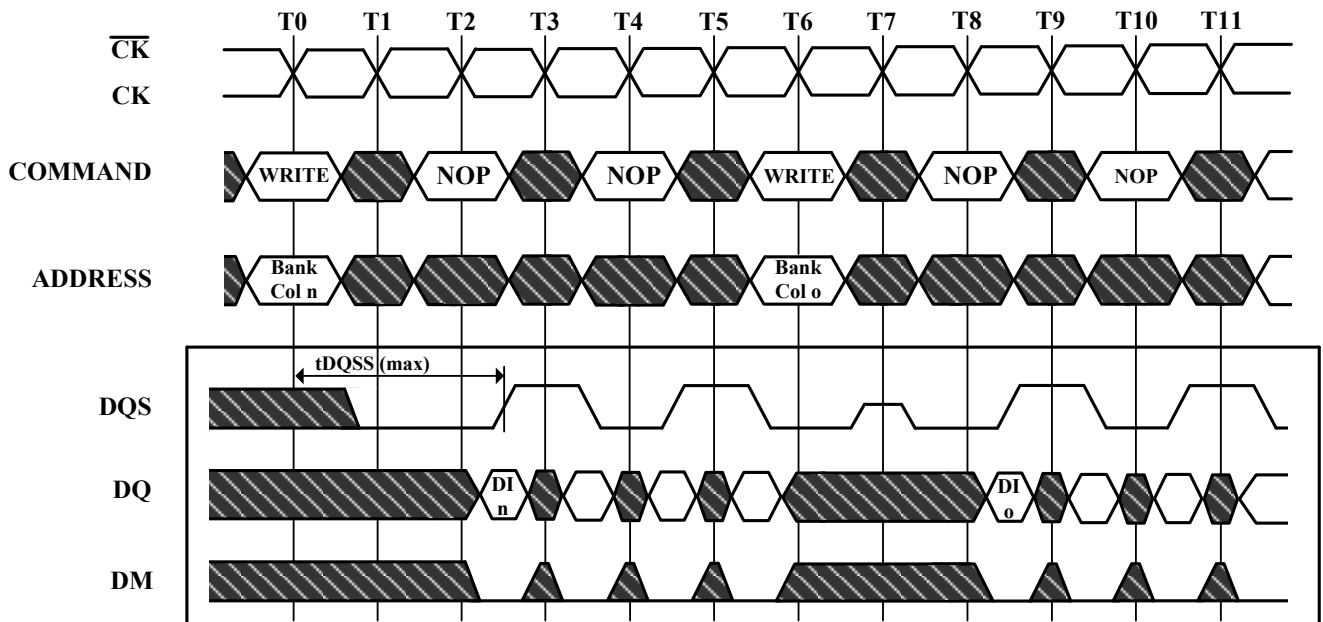 T0 T1 T2 T3 T4 T5 T6 T7 T8 T9 T10 T11
CK
CK
COMMAND WRITE NOP NOP WRITE NOP NOP
ADDRESS Bank Col n Bank Col o
tDQSS (max)
DQS
DQ DI n DI o
DM